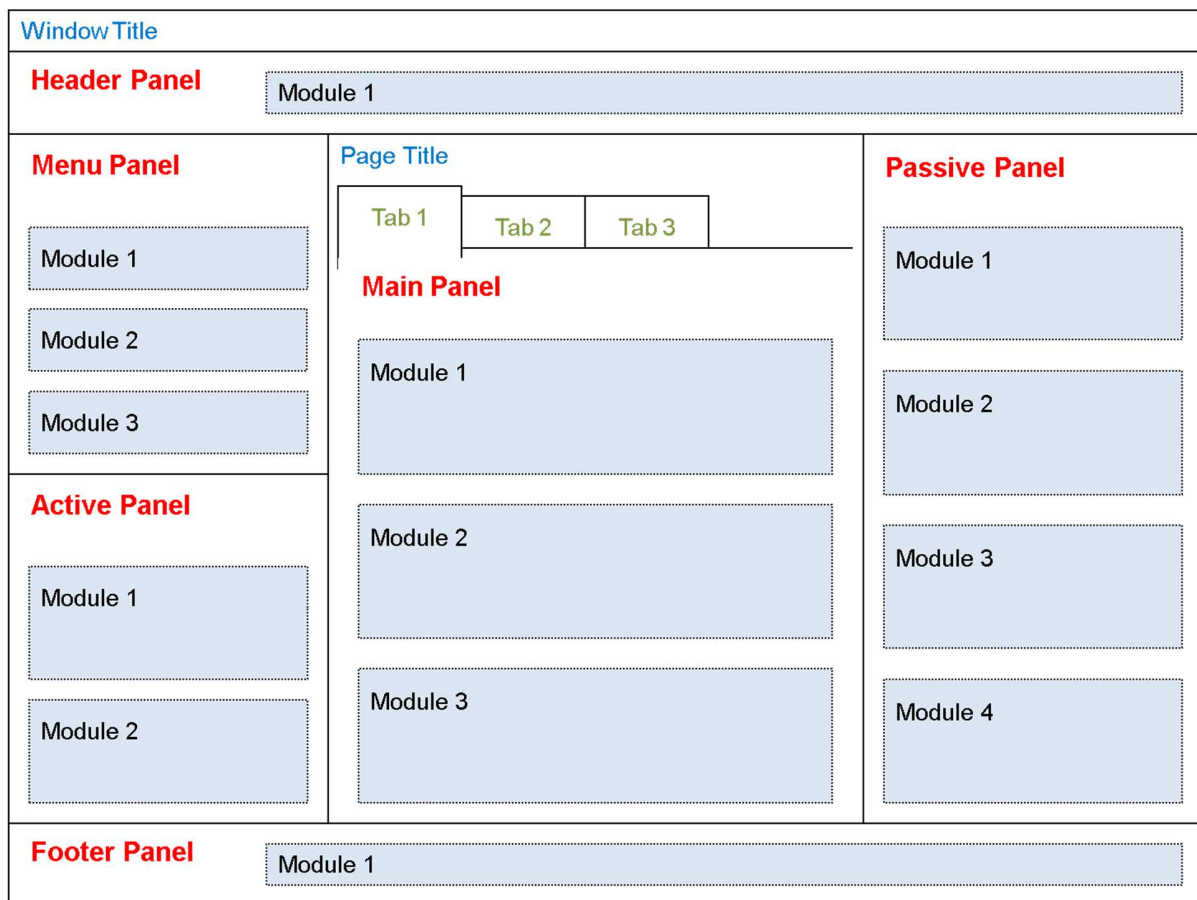 Window Title
Header Panel
Module 1
Menu Panel
Module 1
Module 2
Module 3
Active Panel
Module 1
Module 2
Page Title
Tab 1
Tab 2
Tab 3
Main Panel
Module 1
Module 2
Module 3
Passive Panel
Module 1
Module 2
Module 3
Module 4
Footer Panel
Module 1